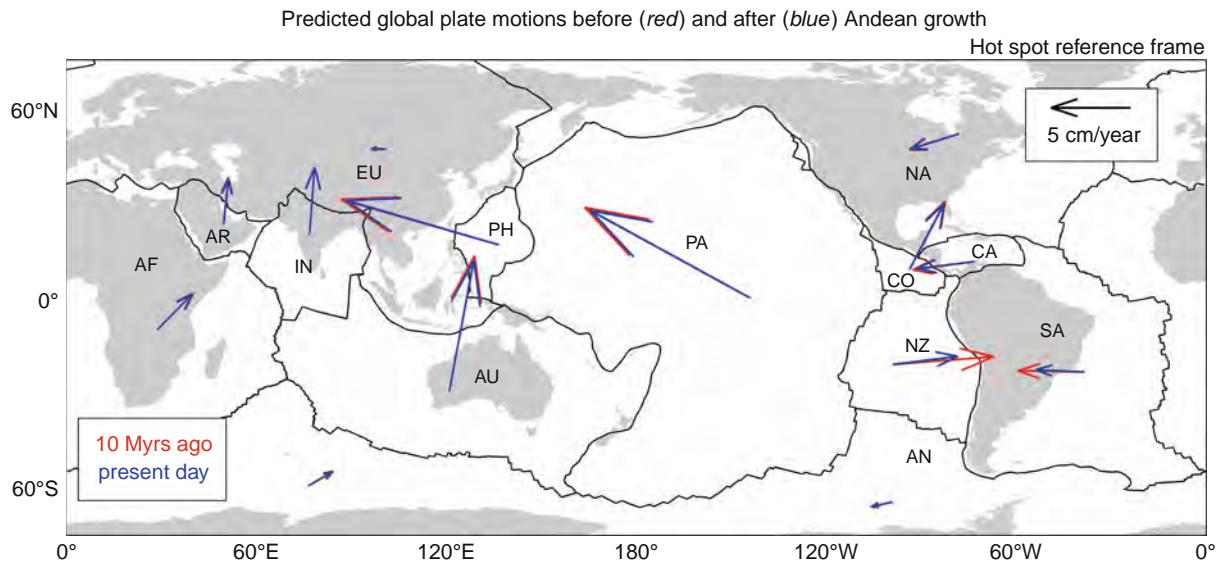 Predicted global plate motions before (red) and after (blue) Andean growth
Hot spot reference frame
60°N
0°
60°S
5 cm/year
EU
NA
AR
PH
PA
AF
IN
CA
CO
SA
NZ
AU
AN
10 Myrs ago
present day
0°
60°E
120°E
180°
120°W
60°W
0°